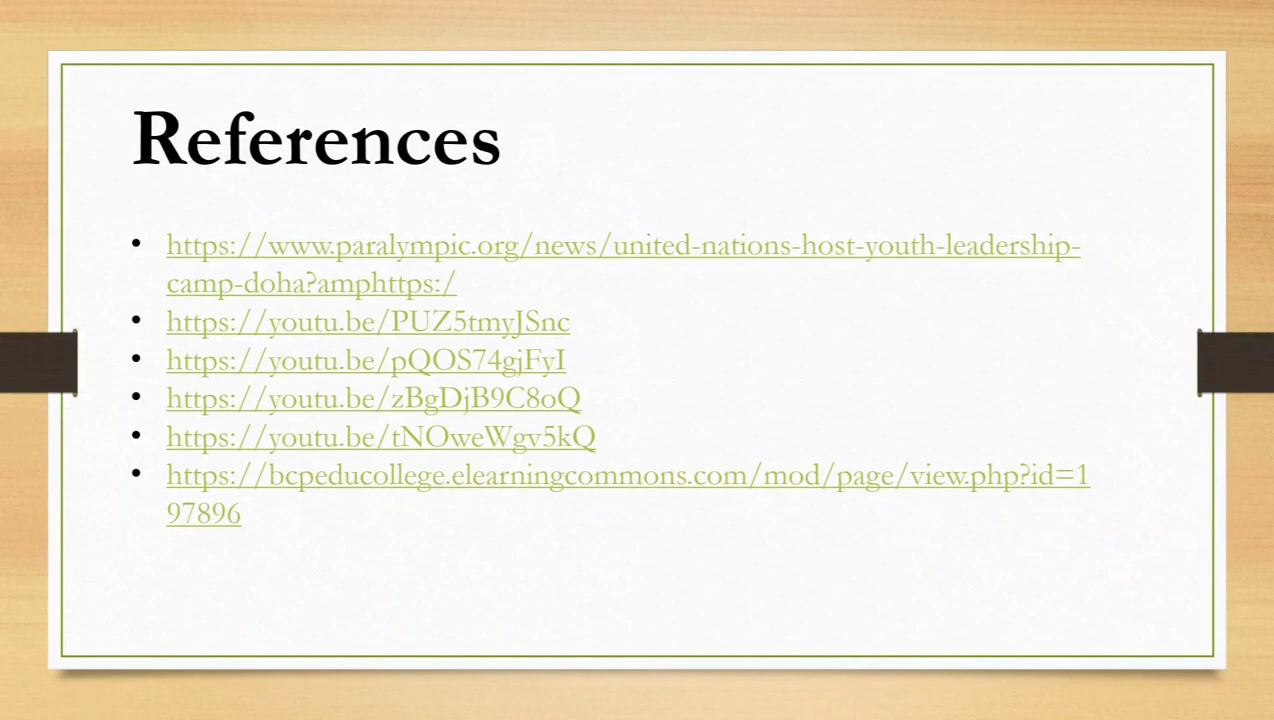 References
• https://www.paralympic.org/news/united-nations-host-youth-leadership-
camp-doha?amphttps:/
• https://youtu.be/PUZ5tmyJSnc
• https://youtu.be/pQOS74gjFyI
• https://youtu.be/zBgDjB9C8oQ
• https://youtu.be/tNOweWgv5kQ
• https://bcpeducollege.elearningcommons.com/mod/page/view.php?id=1
97896